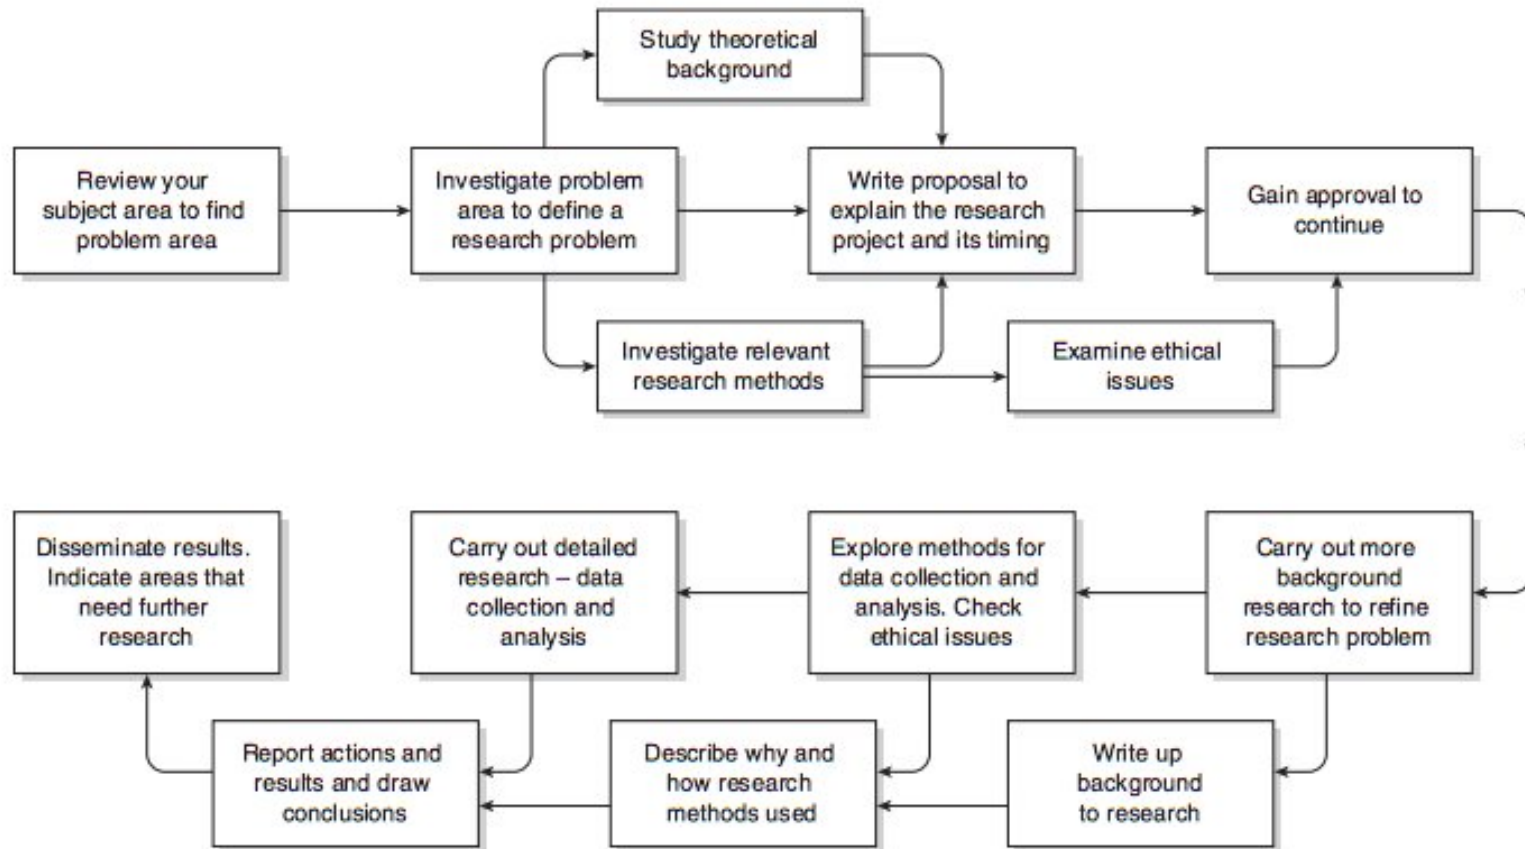 Study theoretical
background
Review your
subject area to find
problem area
Investigate problem
area to define a
research problem
Write proposal to
explain the research
project and its timing
Gain approval to
continue
Investigate relevant
research methods
Examine ethical
issues
Disseminate results.
Indicate areas that
need further
research
Carry out detailed
research – data
collection and
analysis
Explore methods for
data collection and
analysis. Check
ethical issues
Carry out more
background
research to refine
research problem
Report actions and
results and draw
conclusions
Describe why and
how research
methods used
Write up
background
to research